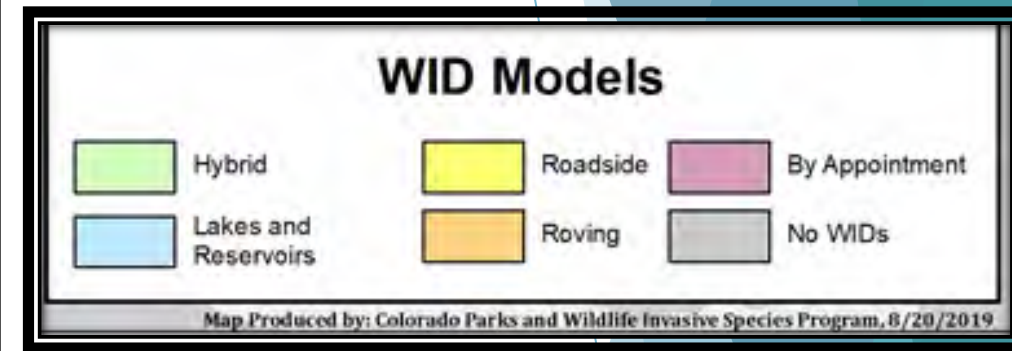 WID Models
Hybrid
Roadside
By Appointment
Lakes and
Reservoirs
Roving
No WIDs
Map Produced by: Colorado Parks and Wildlife Invasive Species Program, 8/20/2019